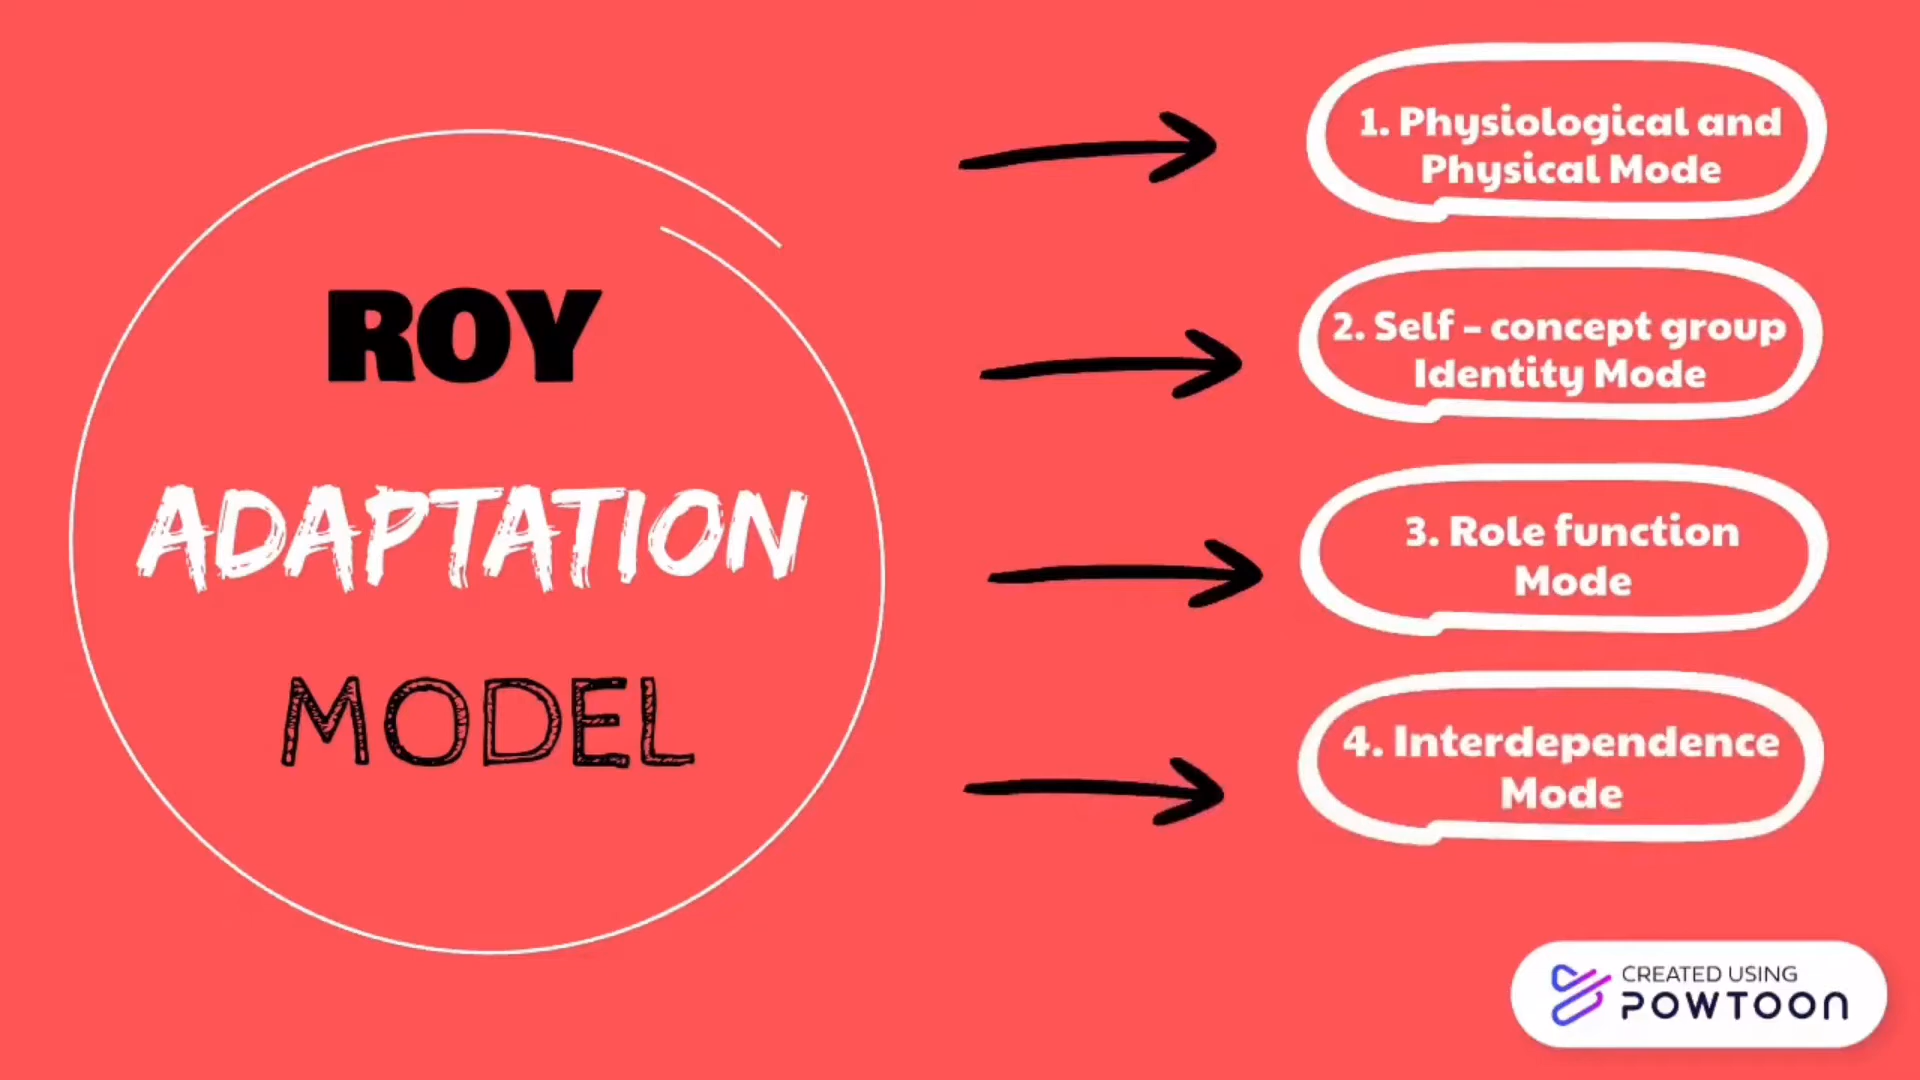 ROY
ADAPTATION
MODEL
1. Physiological and
Physical Mode
2. Self – concept group
Identity Mode
3. Role function
Mode
4. Interdependence
Mode
CREATED USING
POWTOON